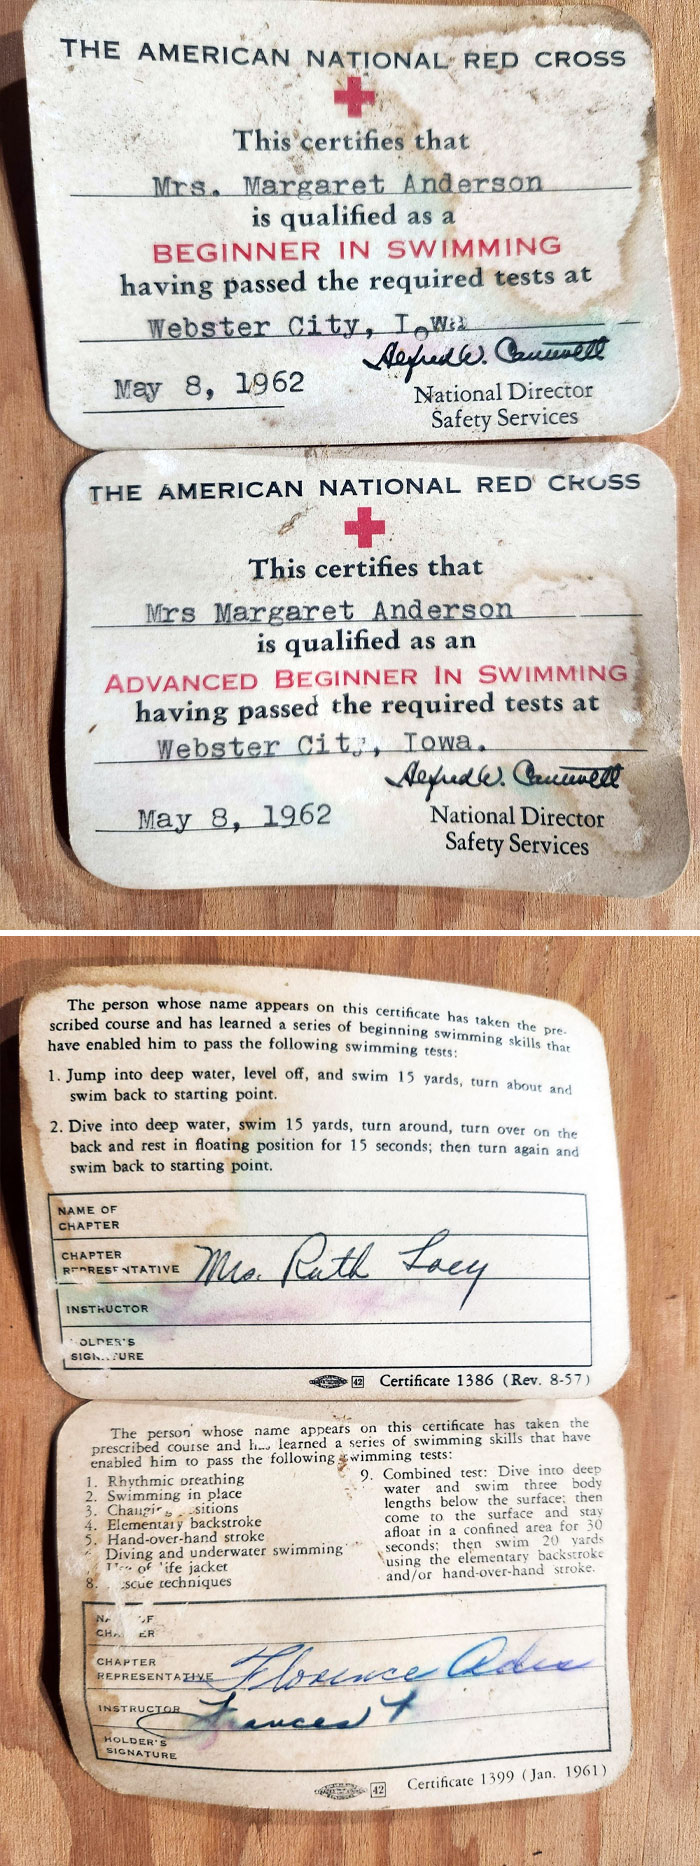 THE AMERICAN NATIONAL RED CROSS
This certifies that
Mrs. Margaret Anderson
is qualified as a
BEGINNER IN SWIMMING
having passed the required tests at
Webster City, Iowa
May 8, 1962
Alfred W. Cantwell
National Director
Safety Services
THE AMERICAN NATIONAL RED CROSS
This certifies that
Mrs Margaret Anderson
is qualified as an
ADVANCED BEGINNER IN SWIMMING
having passed the required tests at
Webster City, Iowa.
Alfred W. Cantwell
May 8, 1962
National Director
Safety Services
The person whose name appears on this certificate has taken the pre-
scribed course and has learned a series of beginning swimming skills that
have enabled him to pass the following swimming tests:
1. Jump into deep water, level off, and swim 15 yards, turn about and
swim back to starting point.
2. Dive into deep water, swim 15 yards, turn around, turn over on the
back and rest in floating position for 15 seconds; then turn again and
swim back to starting point.
NAME OF
CHAPTER
CHAPTER
REPRESENTATIVE Mrs. Ruth
INSTRUCTOR
HOLDER'S
SIGNATURE
42 Certificate 1386 (Rev. 8-57)
The person whose name appears on this certificate has taken the
prescribed course and has learned a series of swimming skills that have
enabled him to pass the following swimming tests:
1. Rhythmic breathing
2. Swimming in place
3. Changing positions
4. Elementary backstroke
5. Hand-over-hand stroke
Diving and underwater swimming
Use of life jacket
8. rescue techniques
9. Combined test: Dive into deep
water and swim three body
lengths below the surface; then
come to the surface and stay
afloat in a confined area for 30
seconds; then swim 20 yards
using the elementary backstroke
and/or hand-over-hand stroke.
NAME OF
CHAPTER
CHAPTER
REPRESENTATIVE Florence
INSTRUCTOR Frances
HOLDER'S
SIGNATURE
42 Certificate 1399 (Jan. 1961)